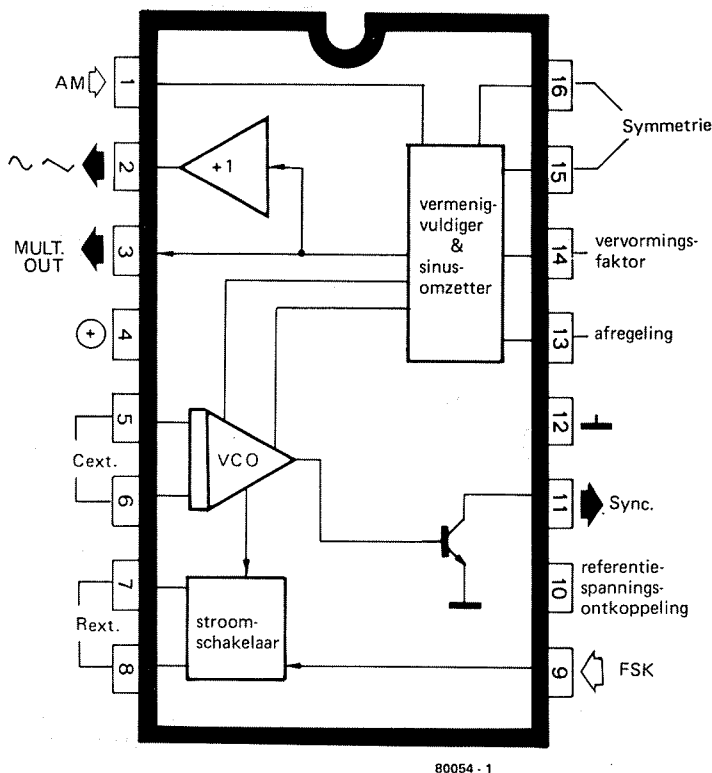 AM
1
16
Symmetrie
2
+1
15
vermenig-
vuldiger
&
sinus-
omzetter
MULT.
OUT
3
14
vervormings-
faktor
+
4
13
afregeling
5
12
Cext.
VCO
6
11
Sync.
7
10
referentie-
spannings-
ontkoppeling
Rext.
stroom-
schakelaar
8
9
FSK
80054 - 1